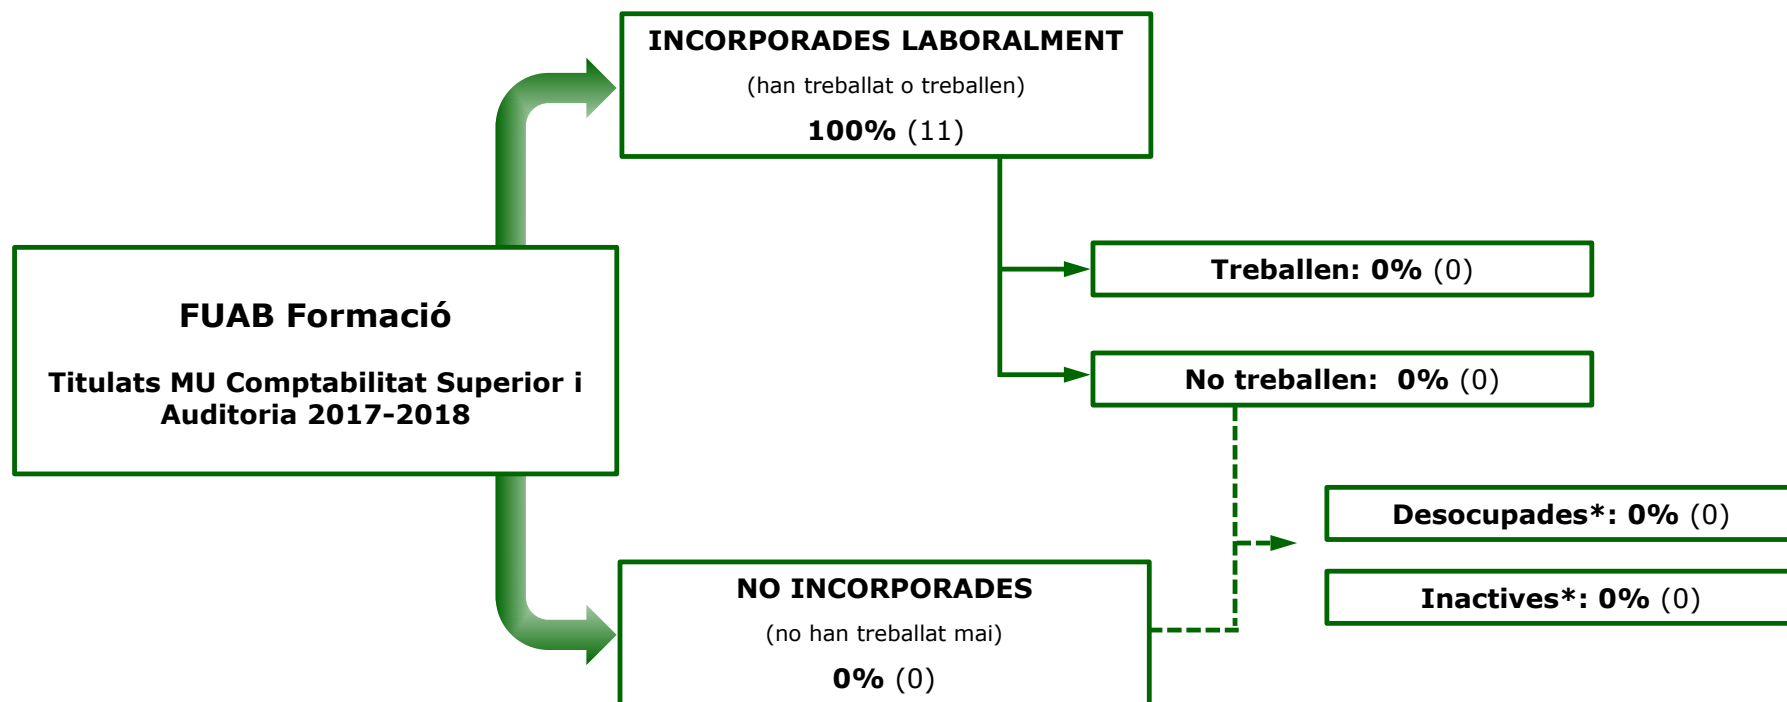 INCORPORADES LABORALMENT
(han treballat o treballen)
100% (11)
Treballen: 0% (0)
FUAB Formació
Titulats MU Comptabilitat Superior i
Auditoria 2017-2018
No treballen: 0% (0)
Desocupades*: 0% (0)
Inactives*: 0% (0)
NO INCORPORADES
(no han treballat mai)
0% (0)